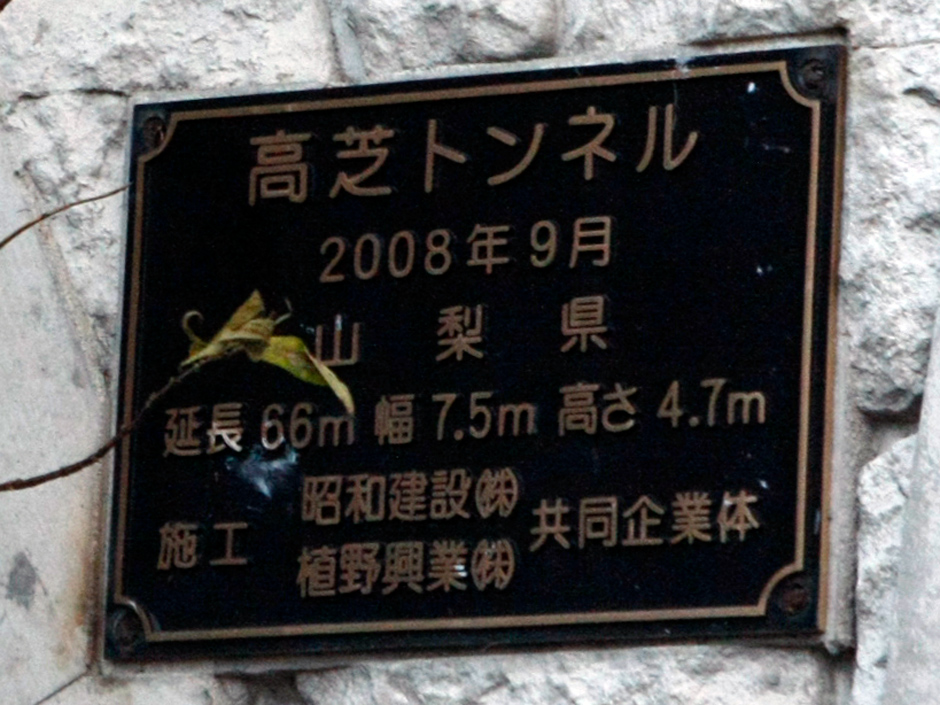 高芝トンネル
2008年9月
山梨県
延長 66m 幅 7.5m 高さ 4.7m
施工 昭和建設㈱ 植野興業㈱ 共同企業体